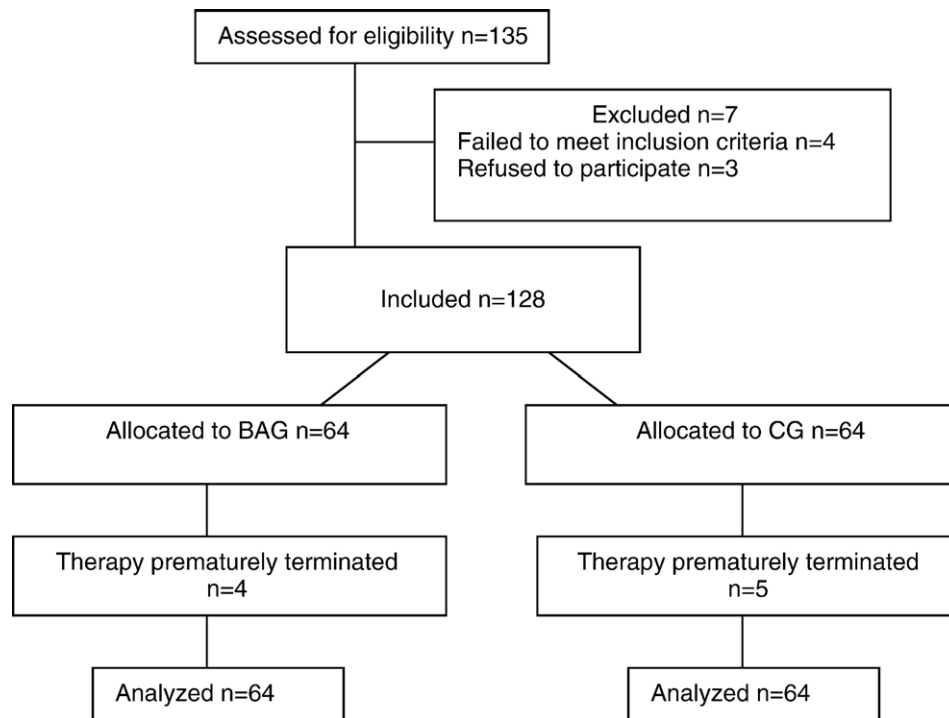 Assessed for eligibility n=135
Excluded n=7
Failed to meet inclusion criteria n=4
Refused to participate n=3
Included n=128
Allocated to BAG n=64
Allocated to CG n=64
Therapy prematurely terminated
n=4
Therapy prematurely terminated
n=5
Analyzed n=64
Analyzed n=64